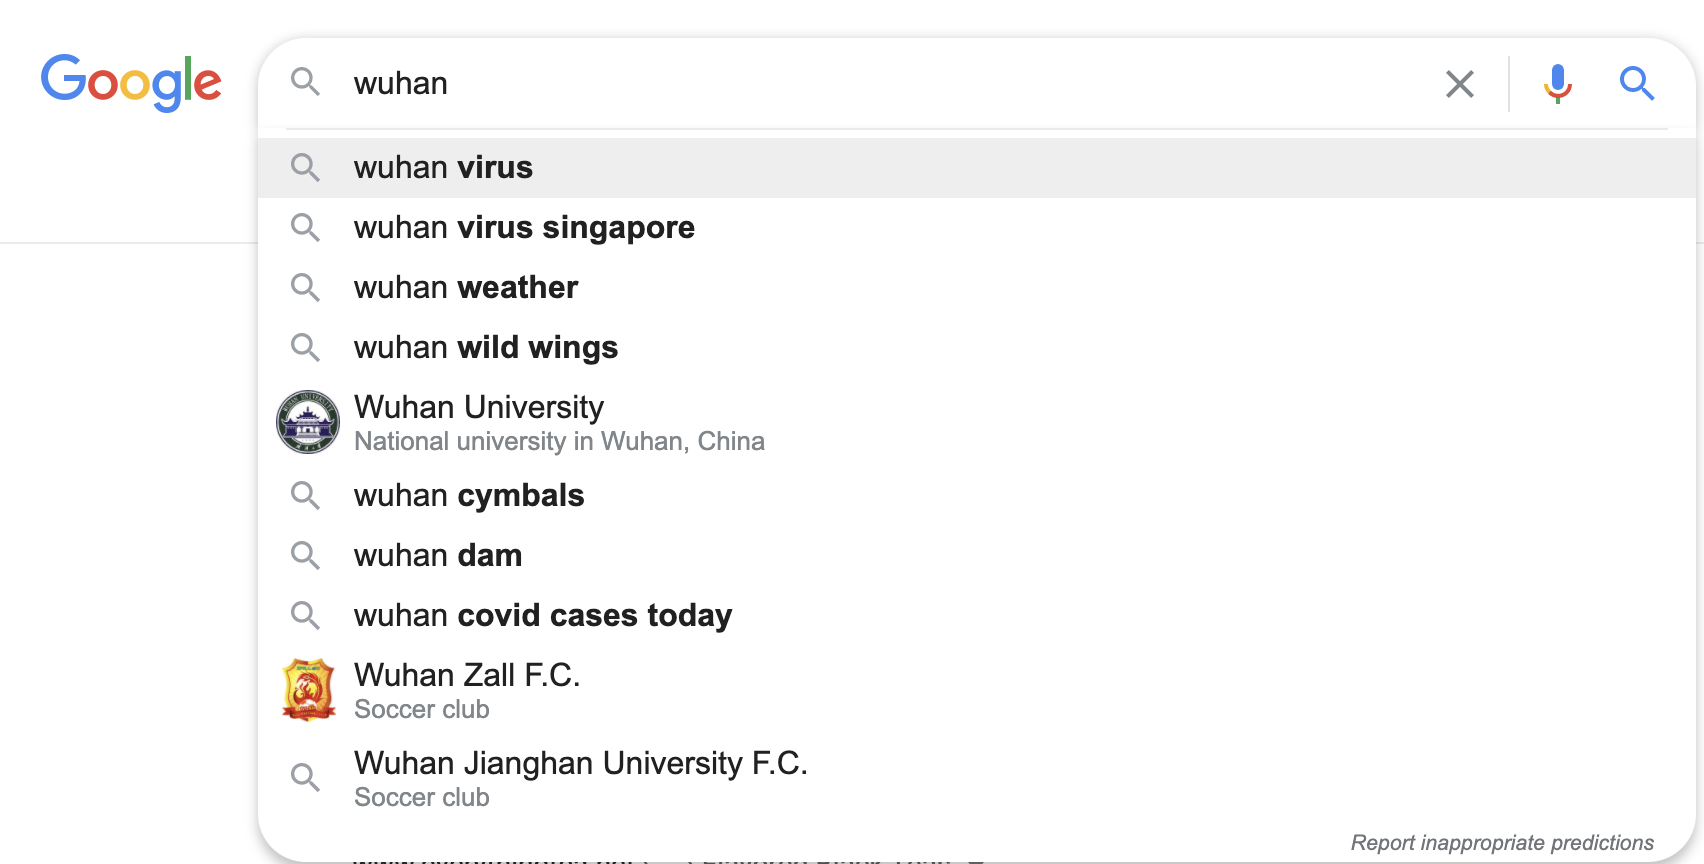 Google
wuhan
wuhan virus
wuhan virus singapore
wuhan weather
wuhan wild wings
Wuhan University
National university in Wuhan, China
wuhan cymbals
wuhan dam
wuhan covid cases today
Wuhan Zall F.C.
Soccer club
Wuhan Jianghan University F.C.
Soccer club
Report inappropriate predictions